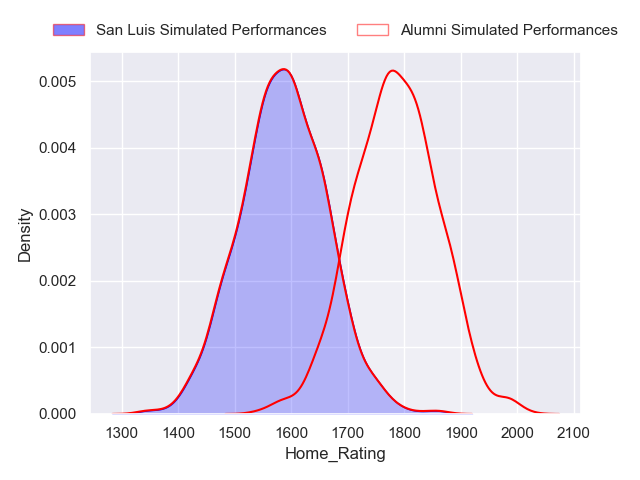 San Luis Simulated Performances Alumni Simulated Performances
0.005
0.004
0.003
0.002
0.001
0.000
Density
1300 1400 1500 1600 1700 1800 1900 2000 2100
Home_Rating